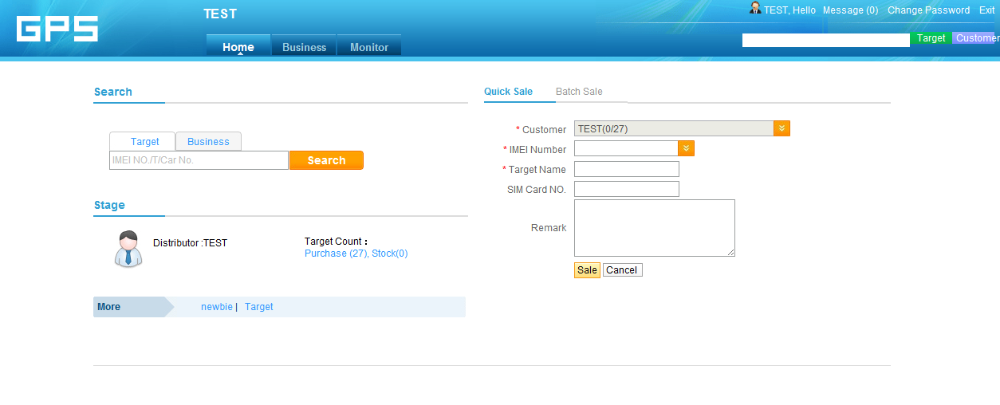 GPS
TEST
TEST, Hello Message (0) Change Password Exit
Home Business Monitor
Target Customer
Search
Target Business
IMEI NO./T/Car No. Search
Stage
Distributor :TEST
Target Count :
Purchase (27), Stock(0)
More newbie | Target
Quick Sale Batch Sale
* Customer TEST(0/27)
* IMEI Number
* Target Name
SIM Card NO.
Remark
Sale Cancel